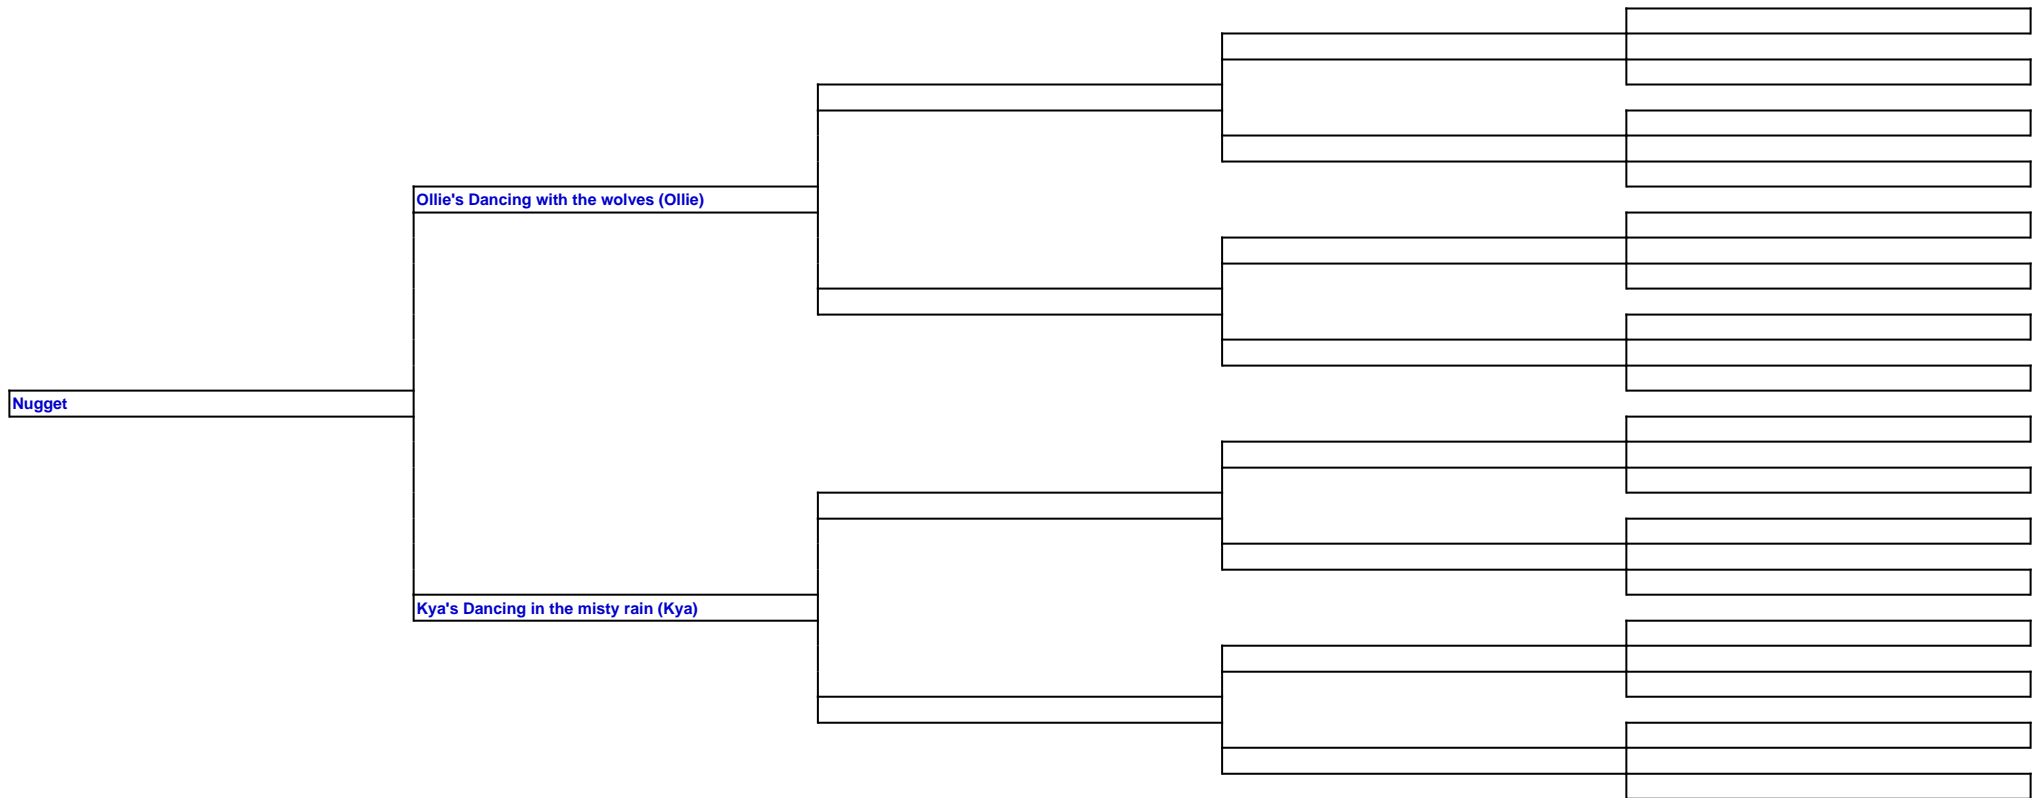 Ollie's Dancing with the wolves (Ollie)
Nugget
Kya's Dancing in the misty rain (Kya)